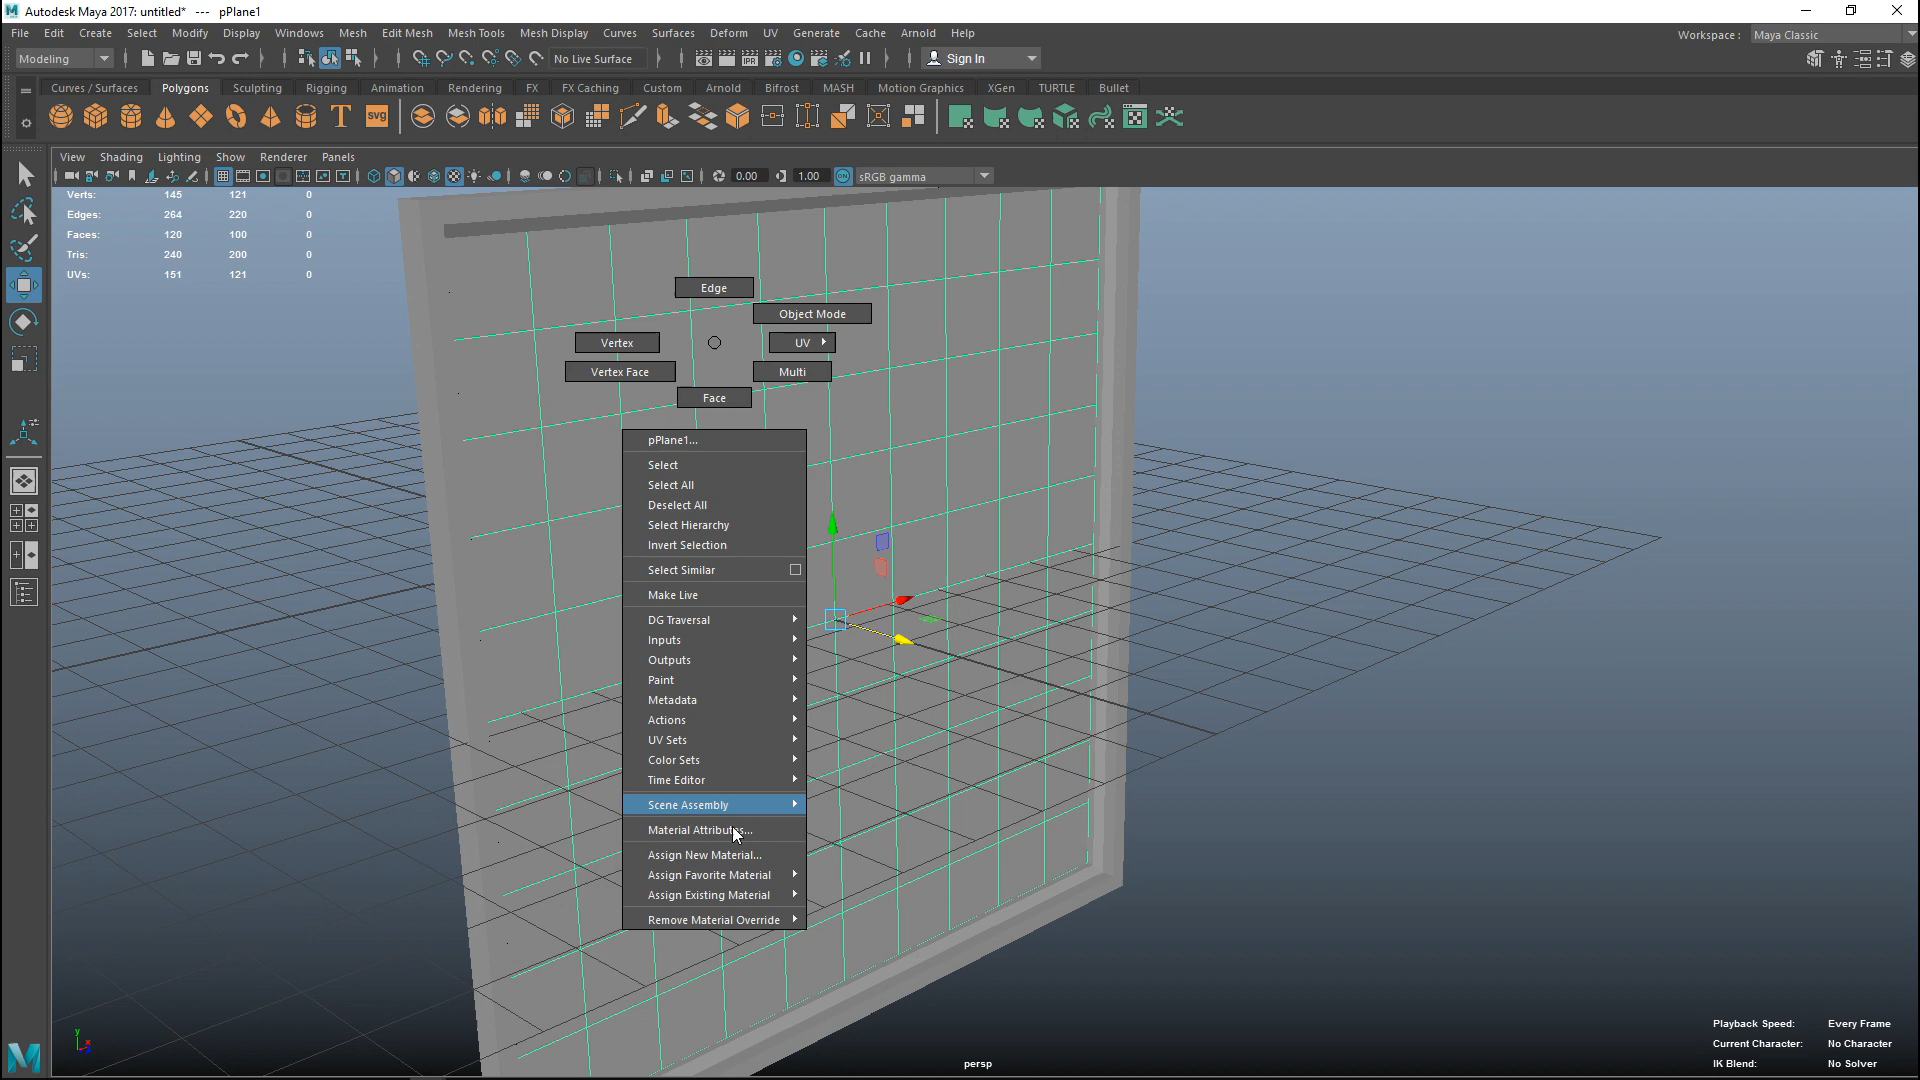 Autodesk Maya 2017: untitled* --- pPlane1
File Edit Create Select Modify Display Windows Mesh Edit Mesh Mesh Tools Mesh Display Curves Surfaces Deform UV Generate Cache Arnold Help
Workspace : Maya Classic
Modeling No Live Surface Sign In
Curves / Surfaces Polygons Sculpting Rigging Animation Rendering FX FX Caching Custom Arnold Bifrost MASH Motion Graphics XGen TURTLE Bullet
T SVG
IPR
View Shading Lighting Show Renderer Panels
0.00 1.00 ON sRGB gamma
Verts: 145 121 0
Edges: 264 220 0
Faces: 120 100 0
Tris: 240 200 0
UVs: 151 121 0
Edge
Object Mode
Vertex UV
Vertex Face Multi
Face
pPlane1...
Select
Select All
Deselect All
Select Hierarchy
Invert Selection
Select Similar
Make Live
DG Traversal
Inputs
Outputs
Paint
Metadata
Actions
UV Sets
Color Sets
Time Editor
Scene Assembly
Material Attributes...
Assign New Material...
Assign Favorite Material
Assign Existing Material
Remove Material Override
y
x
persp
Playback Speed: Every Frame
Current Character: No Character
IK Blend: No Solver